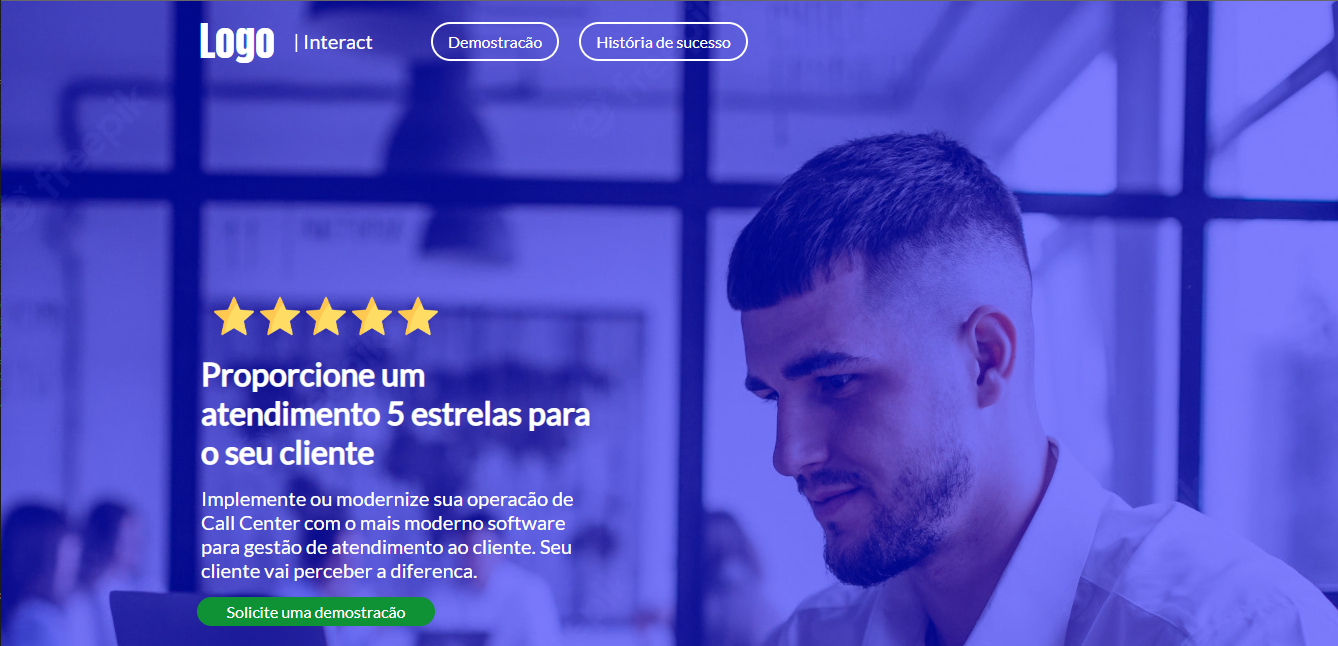 Logo | Interact Demostracão História de sucesso
Proporcione um
atendimento 5 estrelas para
o seu cliente
Implemente ou modernize sua operacão de
Call Center com o mais moderno software
para gestão de atendimento ao cliente. Seu
cliente vai perceber a diferenca.
Solicite uma demostracão
freepik